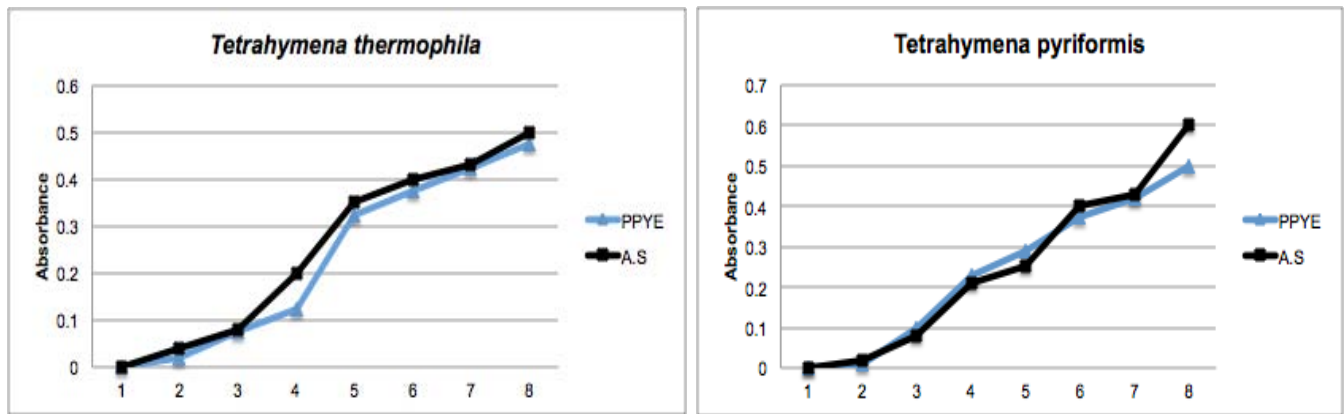 Tetrahymena thermophila
0.6
0.5
0.4
0.3
0.2
0.1
0
Absorbance
1 2 3 4 5 6 7 8
PPYE
A.S
Tetrahymena pyriformis
0.7
0.6
0.5
0.4
0.3
0.2
0.1
0
Absorbance
1 2 3 4 5 6 7 8
PPYE
A.S